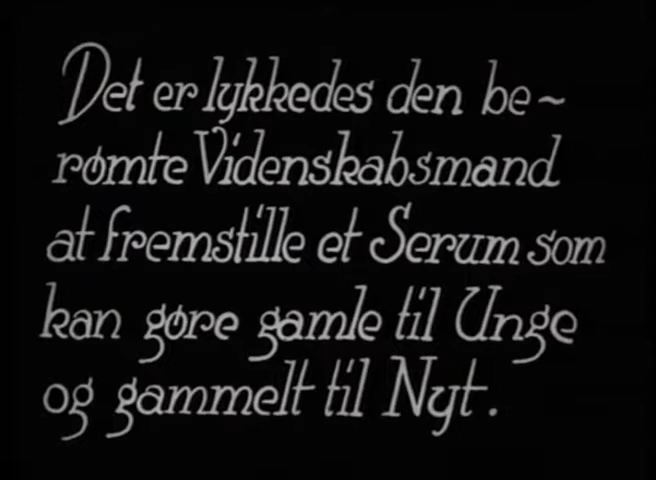 Det er lykkedes den be~
rømte Videnskabsmand
at fremstille et Serum som
kan gøre gamle til Unge
og gammelt til Nyt.